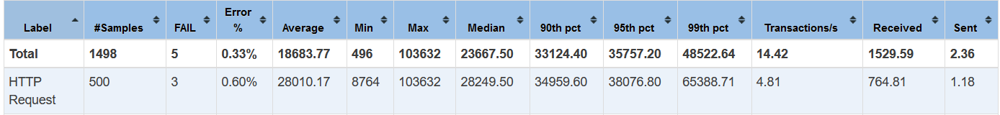 Label #Samples FAIL Error % Average Min Max Median 90th pct 95th pct 99th pct Transactions/s Received Sent
Total 1498 5 0.33% 18683.77 496 103632 23667.50 33124.40 35757.20 48522.64 14.42 1529.59 2.36
HTTP Request 500 3 0.60% 28010.17 8764 103632 28249.50 34959.60 38076.80 65388.71 4.81 764.81 1.18